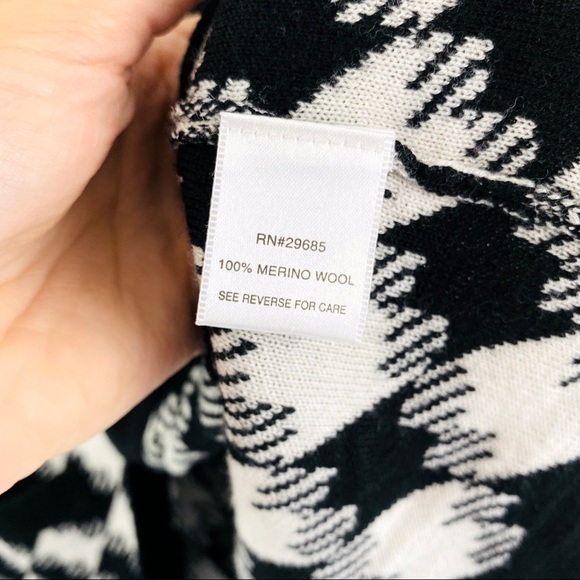 RN#29685
100% MERINO WOOL
SEE REVERSE FOR CARE